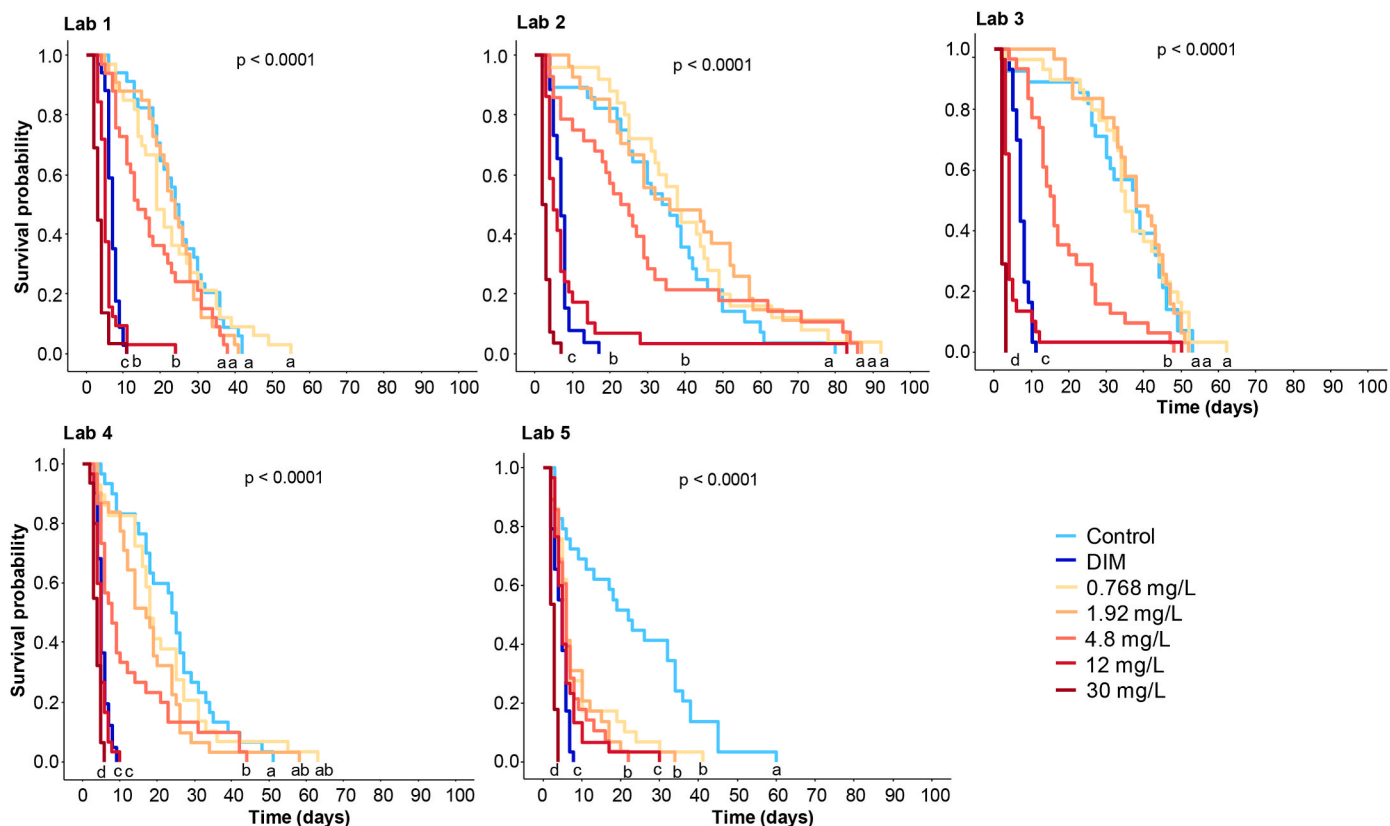 Lab 1
p < 0.0001
Survival probability
1.0
0.8
0.6
0.4
0.2
0.0
c b b a a a a
0 10 20 30 40 50 60 70 80 90 100
Lab 2
p < 0.0001
1.0
0.8
0.6
0.4
0.2
0.0
c b b a a a a
0 10 20 30 40 50 60 70 80 90 100
Lab 3
p < 0.0001
1.0
0.8
0.6
0.4
0.2
0.0
d c b a a a
0 10 20 30 40 50 60 70 80 90 100
Time (days)
Lab 4
p < 0.0001
Survival probability
1.0
0.8
0.6
0.4
0.2
0.0
d c c b a ab ab
0 10 20 30 40 50 60 70 80 90 100
Time (days)
Lab 5
p < 0.0001
1.0
0.8
0.6
0.4
0.2
0.0
d c b c b b a
0 10 20 30 40 50 60 70 80 90 100
Time (days)
Control
DIM
0.768 mg/L
1.92 mg/L
4.8 mg/L
12 mg/L
30 mg/L